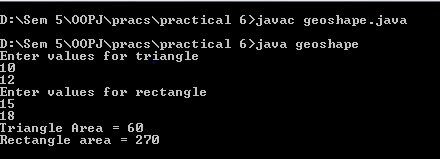 D:\Sem 5\OOPJ\pracs\practical 6>javac geoshape.java
D:\Sem 5\OOPJ\pracs\practical 6>java geoshape
Enter values for triangle
10
12
Enter values for rectangle
15
18
Triangle Area = 60
Rectangle area = 270